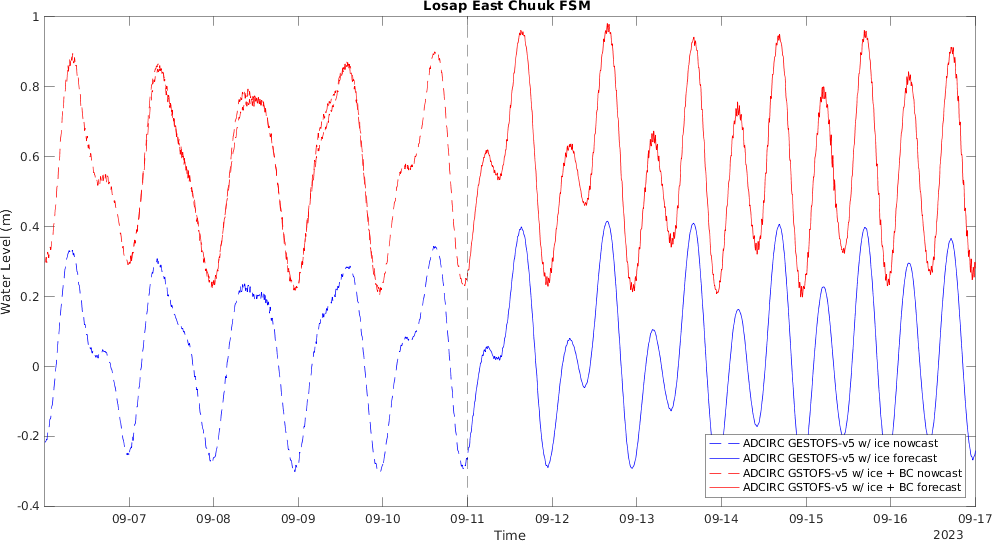 Losap East Chuuk FSM
1
0.8
0.6
0.4
0.2
0
-0.2
-0.4
Water Level (m)
ADCIRC GESTOFS-v5 w/ ice nowcast
ADCIRC GESTOFS-v5 w/ ice forecast
ADCIRC GSTOFS-v5 w/ ice + BC nowcast
ADCIRC GSTOFS-v5 w/ ice + BC forecast
09-07 09-08 09-09 09-10 09-11 09-12 09-13 09-14 09-15 09-16 09-17
Time
2023